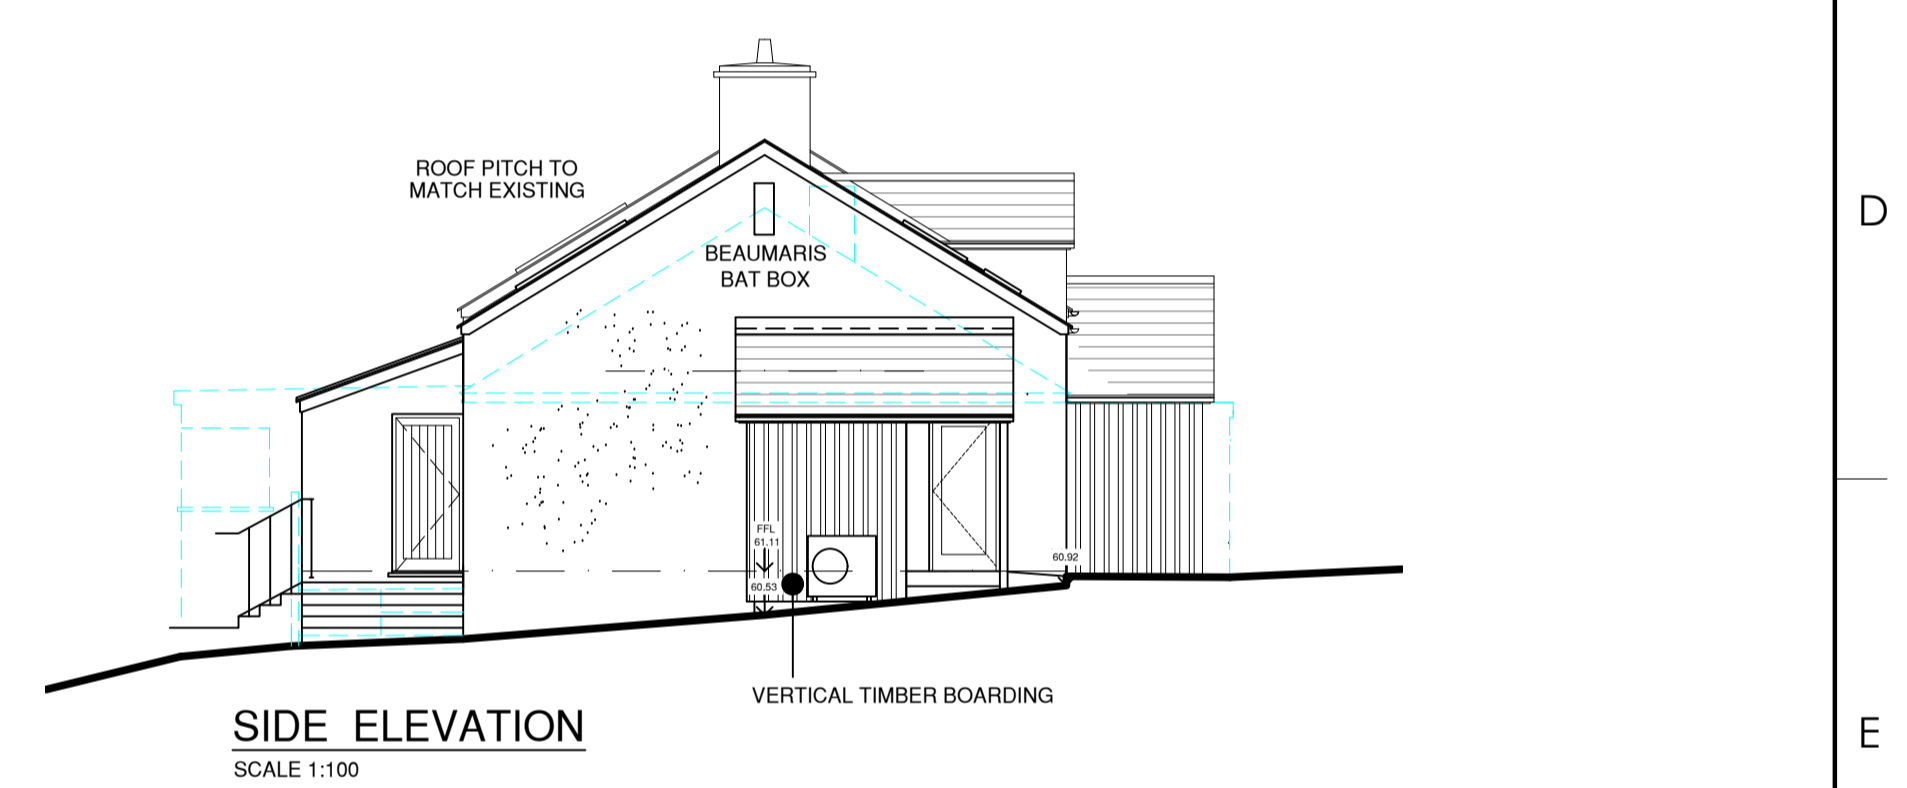 ROOF PITCH TO
MATCH EXISTING
D
BEAUMARIS
BAT BOX
FFL
61.11
60.92
60.53
VERTICAL TIMBER BOARDING
SIDE ELEVATION
E
SCALE 1:100